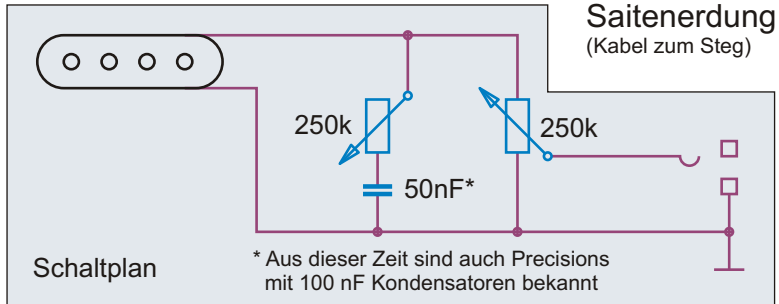 Saitenerdung
(Kabel zum Steg)
250k
250k
50nF*
Schaltplan
* Aus dieser Zeit sind auch Precisions
mit 100 nF Kondensatoren bekannt